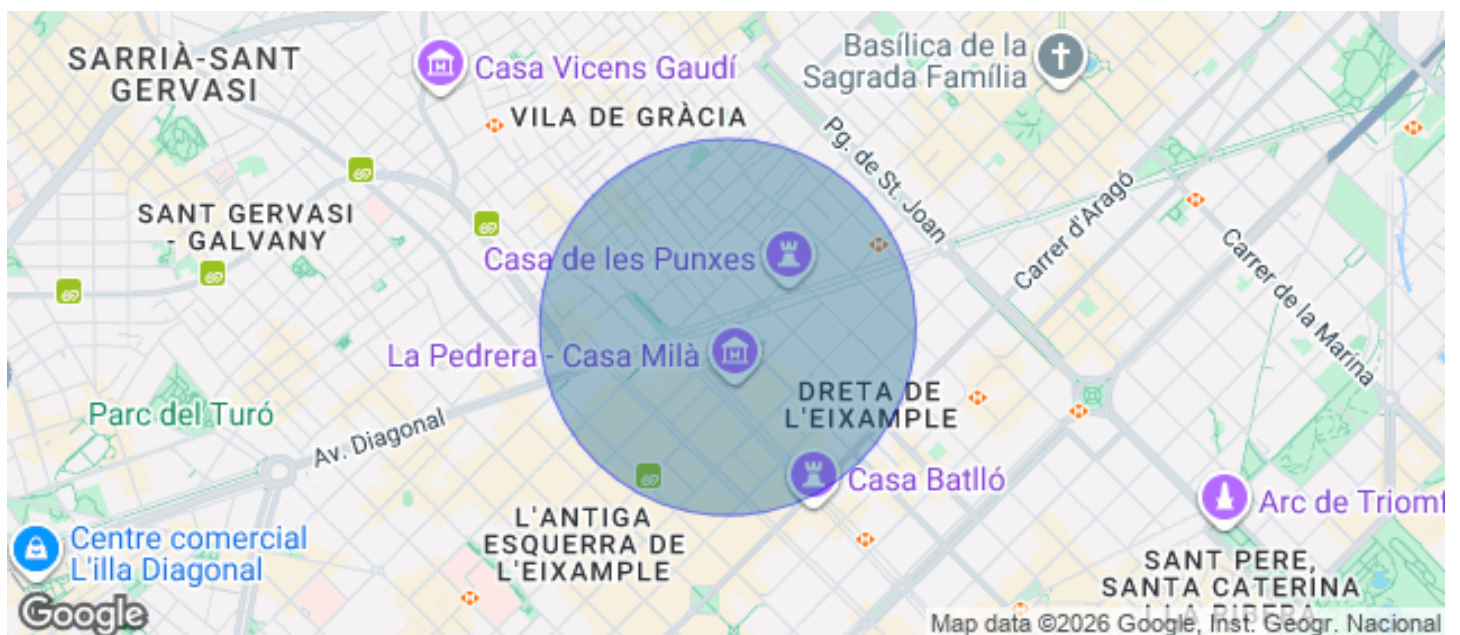 SARRIÀ-SANT
GERVASI
Casa Vicens Gaudí
Basílica de la
Sagrada Família
VILA DE GRÀCIA
Pg. de St. Joan
Carrer d'Aragó
SANT GERVASI
- GALVANY
Casa de les Punxes
Carrer de la Marina
La Pedrera - Casa Milà
DRETA DE
L'EIXAMPLE
Parc del Turó
Av. Diagonal
Casa Batlló
Arc de Triomf
L'ANTIGA
ESQUERRA DE
L'EIXAMPLE
Centre comercial
L'illa Diagonal
SANT PERE,
SANTA CATERINA
I LA RIBERA
Google
Map data ©2026 Google, Inst. Geogr. Nacional